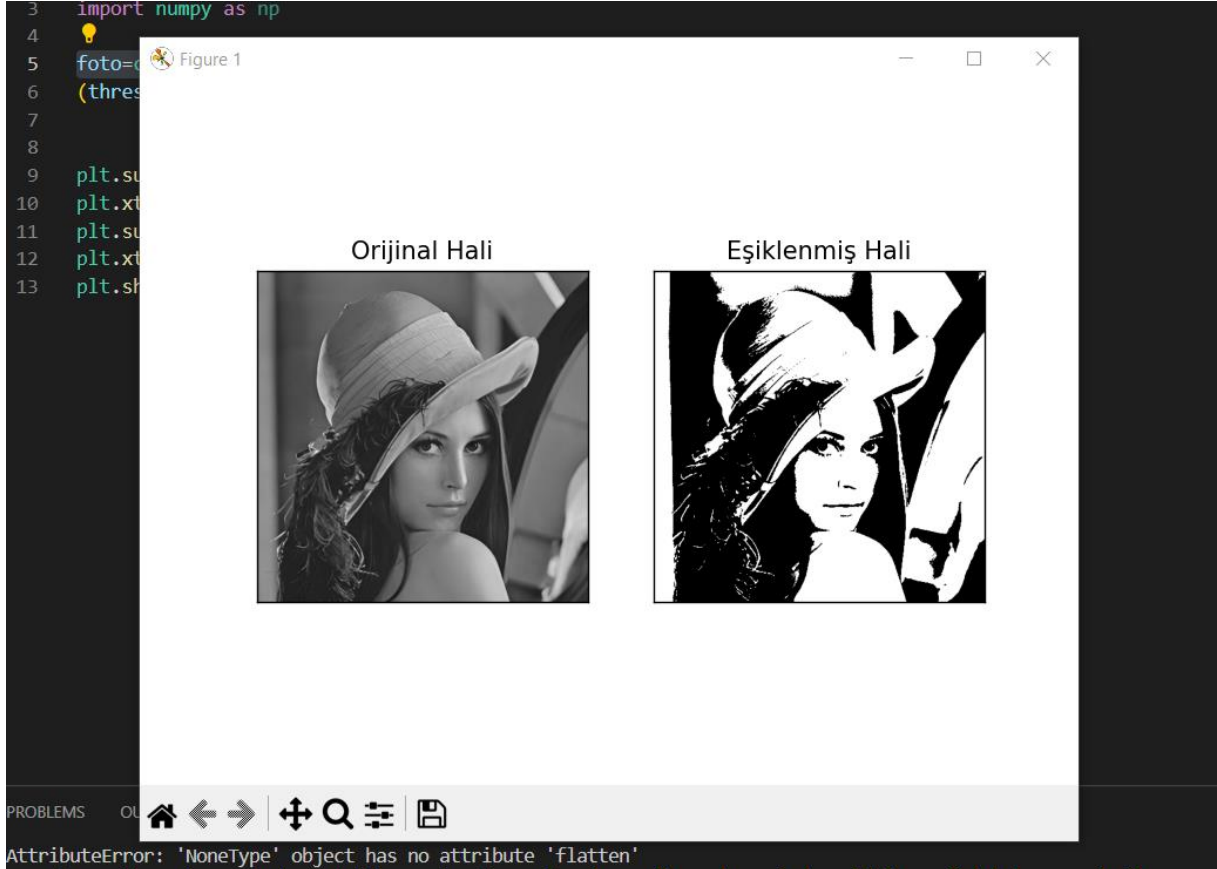 3 import numpy as np
4
5 foto=
6 (thres
7
8
9 plt.su
10 plt.xt
11 plt.su
12 plt.xt
13 plt.sh
Figure 1
Orijinal Hali
Eşiklenmiş Hali
PROBLEMS OU
AttributeError: 'NoneType' object has no attribute 'flatten'